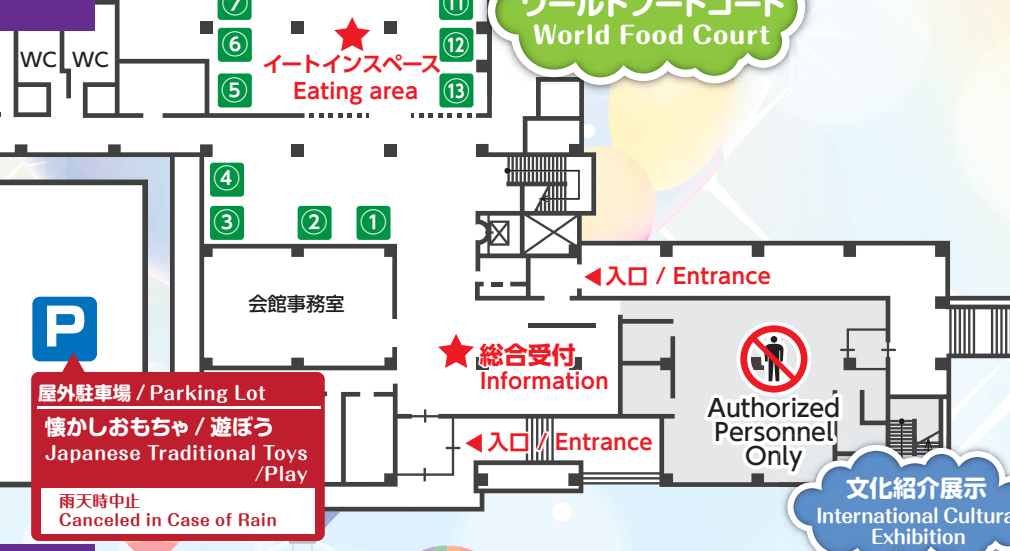 ⑦
⑪
ワールドフードコート
World Food Court
⑥
⑫
WC
WC
イートインスペース
Eating area
⑤
⑬
④
③
②
①
入口 / Entrance
会館事務室
P
総合受付
Information
屋外駐車場 / Parking Lot
懐かしおもちゃ / 遊ぼう
Japanese Traditional Toys
/Play
雨天時中止
Canceled in Case of Rain
入口 / Entrance
Authorized
Personnel
Only
文化紹介展示
International Cultura
Exhibition